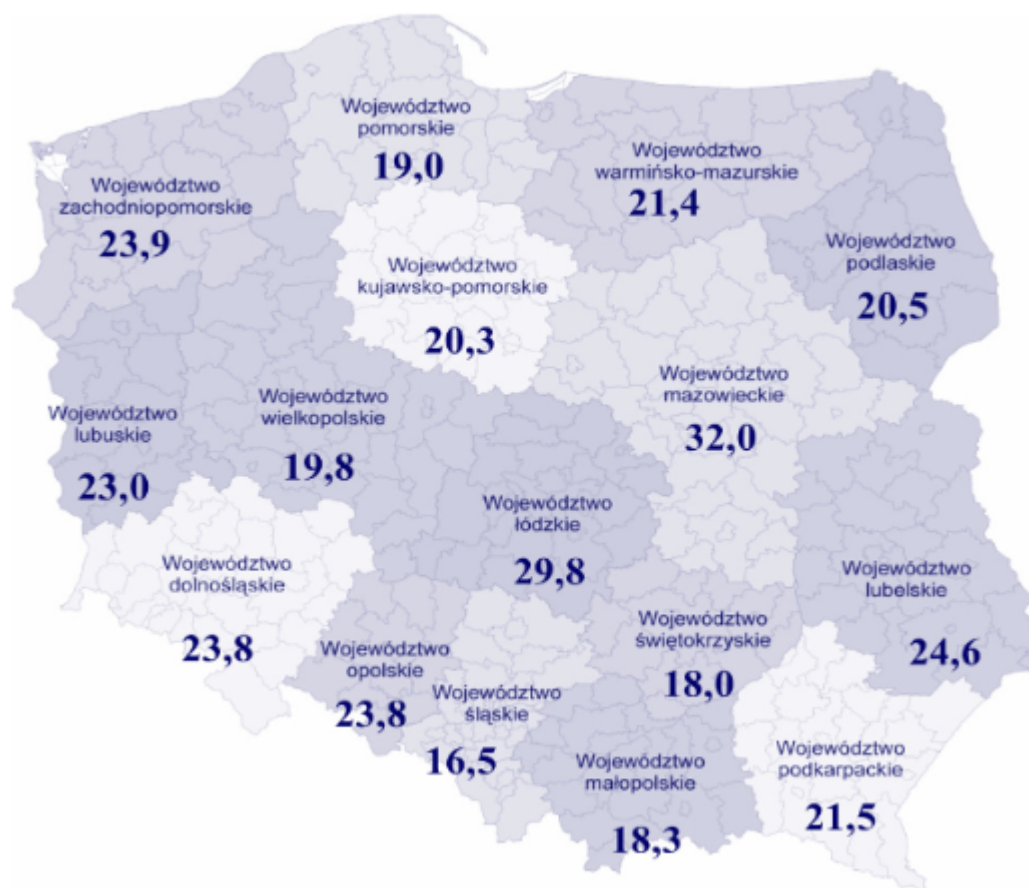 Województwo
pomorskie
19,0
Województwo
warmińsko-mazurskie
21,4
Województwo
zachodniopomorskie
23,9
Województwo
podlaskie
20,5
Województwo
kujawsko-pomorskie
20,3
Województwo
mazowieckie
32,0
Województwo
wielkopolskie
19,8
Województwo
lubuskie
23,0
Województwo
łódzkie
29,8
Województwo
dolnośląskie
23,8
Województwo
lubelskie
24,6
Województwo
świętokrzyskie
18,0
Województwo
opolskie
23,8
Województwo
śląskie
16,5
Województwo
małopolskie
18,3
Województwo
podkarpackie
21,5